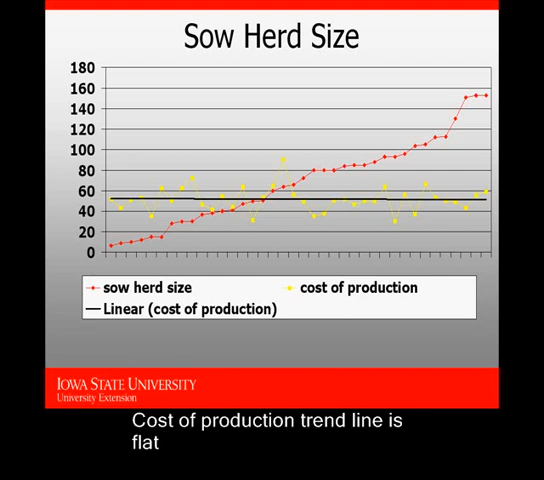 Sow Herd Size
180
160
140
120
100
80
60
40
20
0
sow herd size
cost of production
Linear (cost of production)
IOWA STATE UNIVERSITY
University Extension
Cost of production trend line is
flat